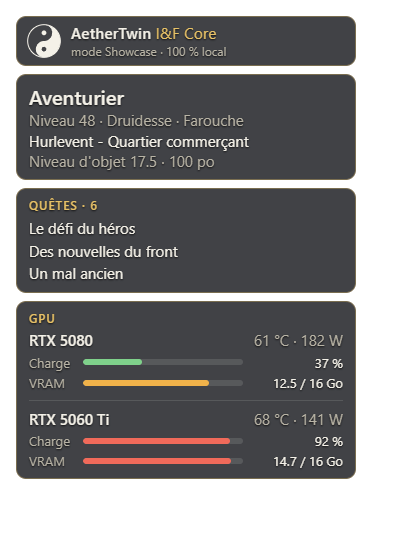 AetherTwin I&F Core
mode Showcase · 100 % local
Aventurier
Niveau 48 · Druidesse · Farouche
Hurlevent - Quartier commerçant
Niveau d'objet 17.5 · 100 po
QUÊTES · 6
Le défi du héros
Des nouvelles du front
Un mal ancien
GPU
RTX 5080 61 °C · 182 W
Charge 37 %
VRAM 12.5 / 16 Go
RTX 5060 Ti 68 °C · 141 W
Charge 92 %
VRAM 14.7 / 16 Go